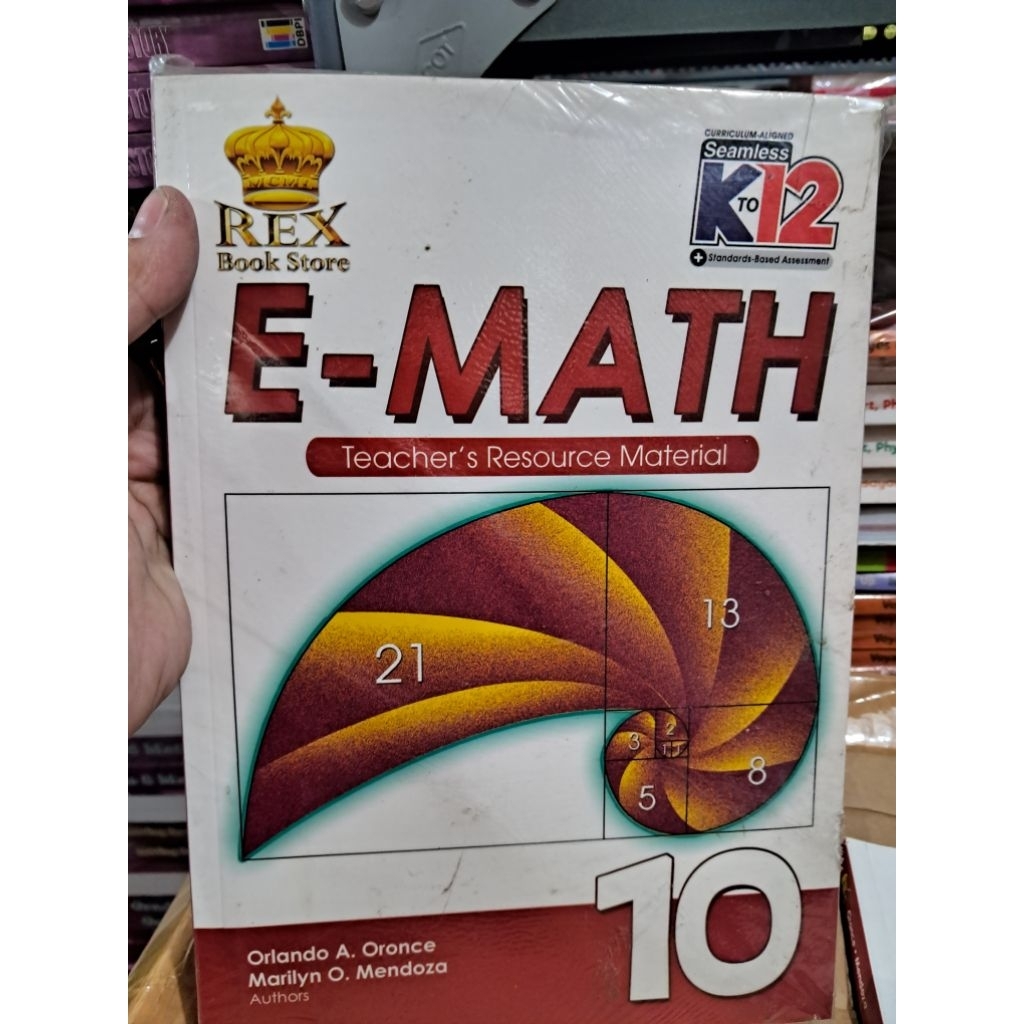 DBPI
REX
Book Store
CURRICULUM-ALIGNED
Seamless
K TO 12
+ Standards-Based Assessment
E-MATH
Teacher's Resource Material
13
21
2
3
1 1
8
5
10
Orlando A. Oronce
Marilyn O. Mendoza
Authors